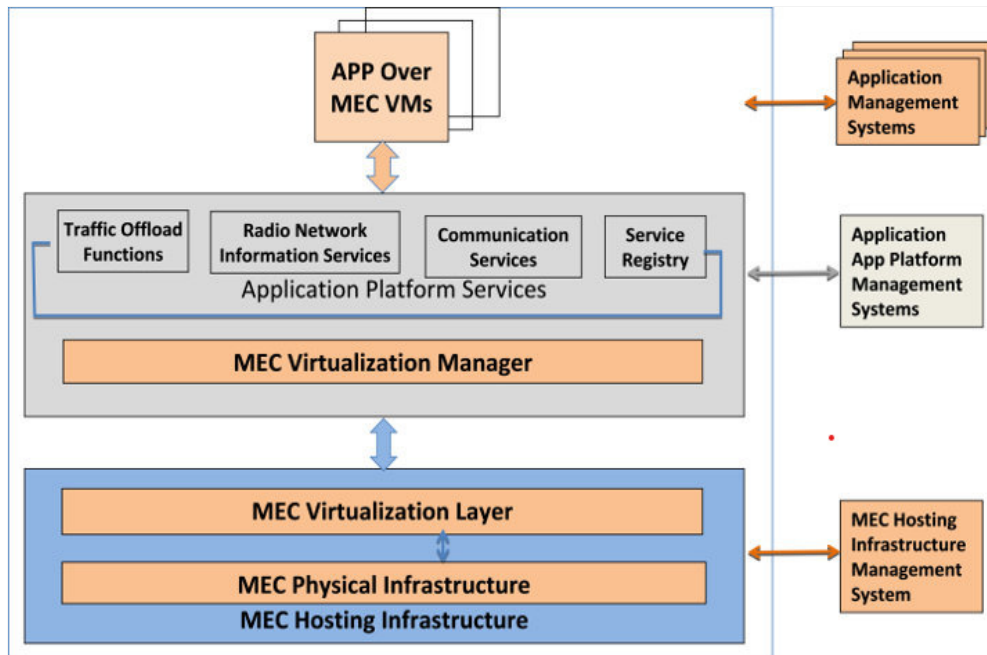 APP Over
MEC VMs
Application
Management
Systems
Traffic Offload
Functions
Radio Network
Information Services
Communication
Services
Service
Registry
Application Platform Services
Application
App Platform
Management
Systems
MEC Virtualization Manager
MEC Virtualization Layer
MEC Physical Infrastructure
MEC Hosting Infrastructure
MEC Hosting
Infrastructure
Management
System